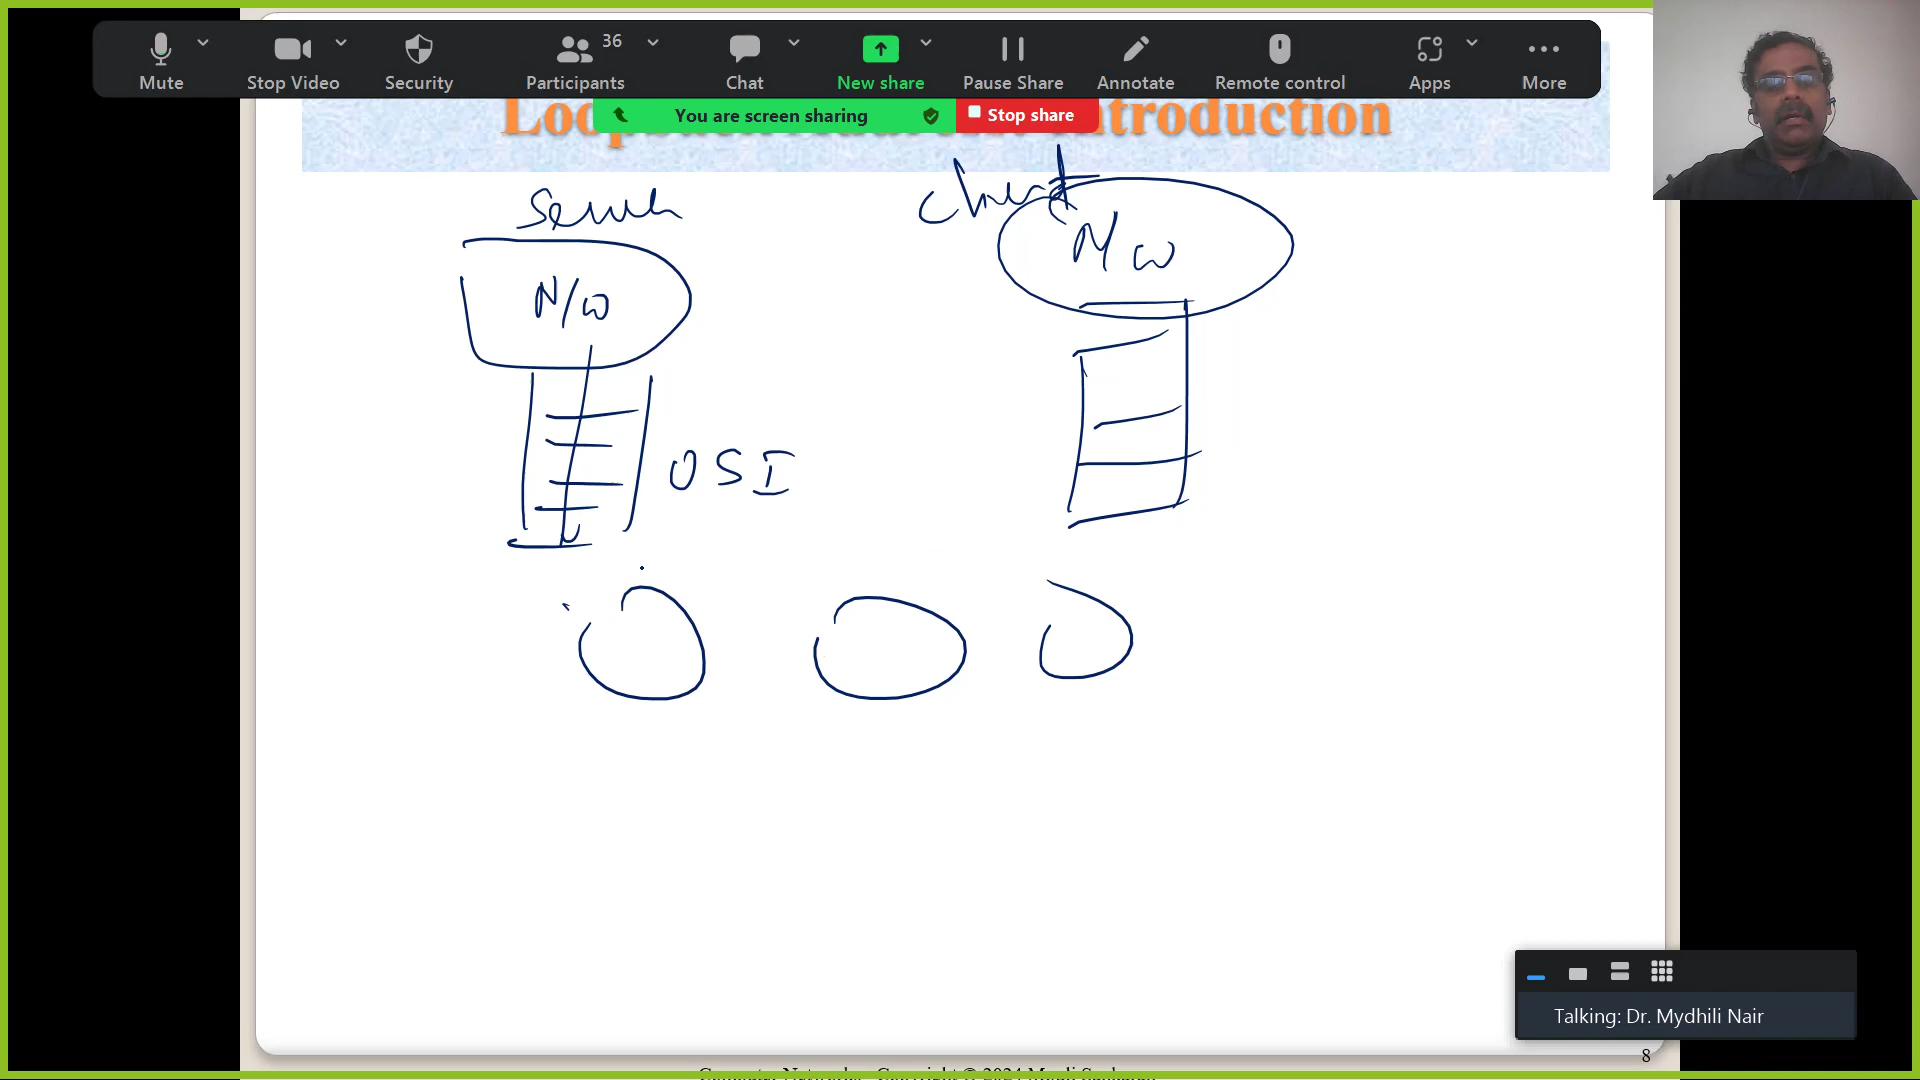 Mute
Stop Video
Security
Participants
36
Chat
New share
Pause Share
Annotate
Remote control
Apps
More
You are screen sharing
Stop share
Server
Client
N/W
N/W
OSI
Talking: Dr. Mydhili Nair
8